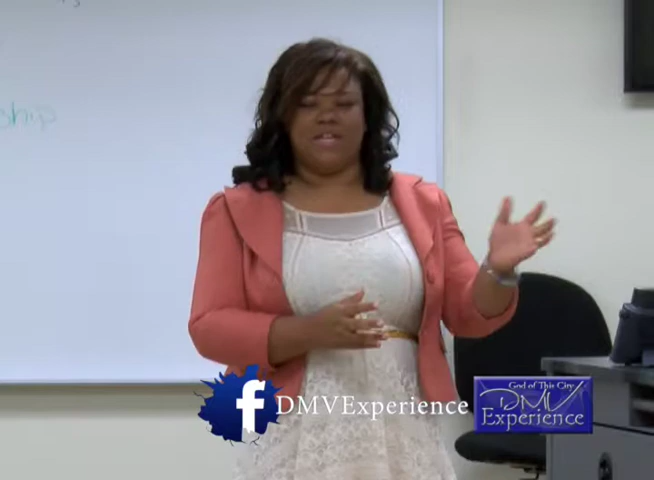 ship
f DMVExperience
God of This City
DMV
Experience